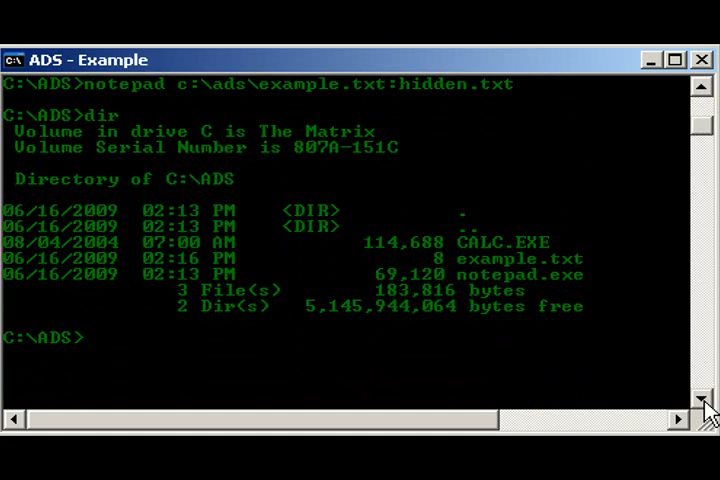 ADS - Example
C:\ADS>notepad c:\ads\example.txt:hidden.txt
C:\ADS>dir
Volume in drive C is The Matrix
Volume Serial Number is 807A-151C
Directory of C:\ADS
06/16/2009 02:13 PM <DIR> .
06/16/2009 02:13 PM <DIR> ..
08/04/2004 07:00 AM 114,688 CALC.EXE
06/16/2009 02:16 PM 8 example.txt
06/16/2009 02:13 PM 69,120 notepad.exe
3 File(s) 183,816 bytes
2 Dir(s) 5,145,944,064 bytes free
C:\ADS>